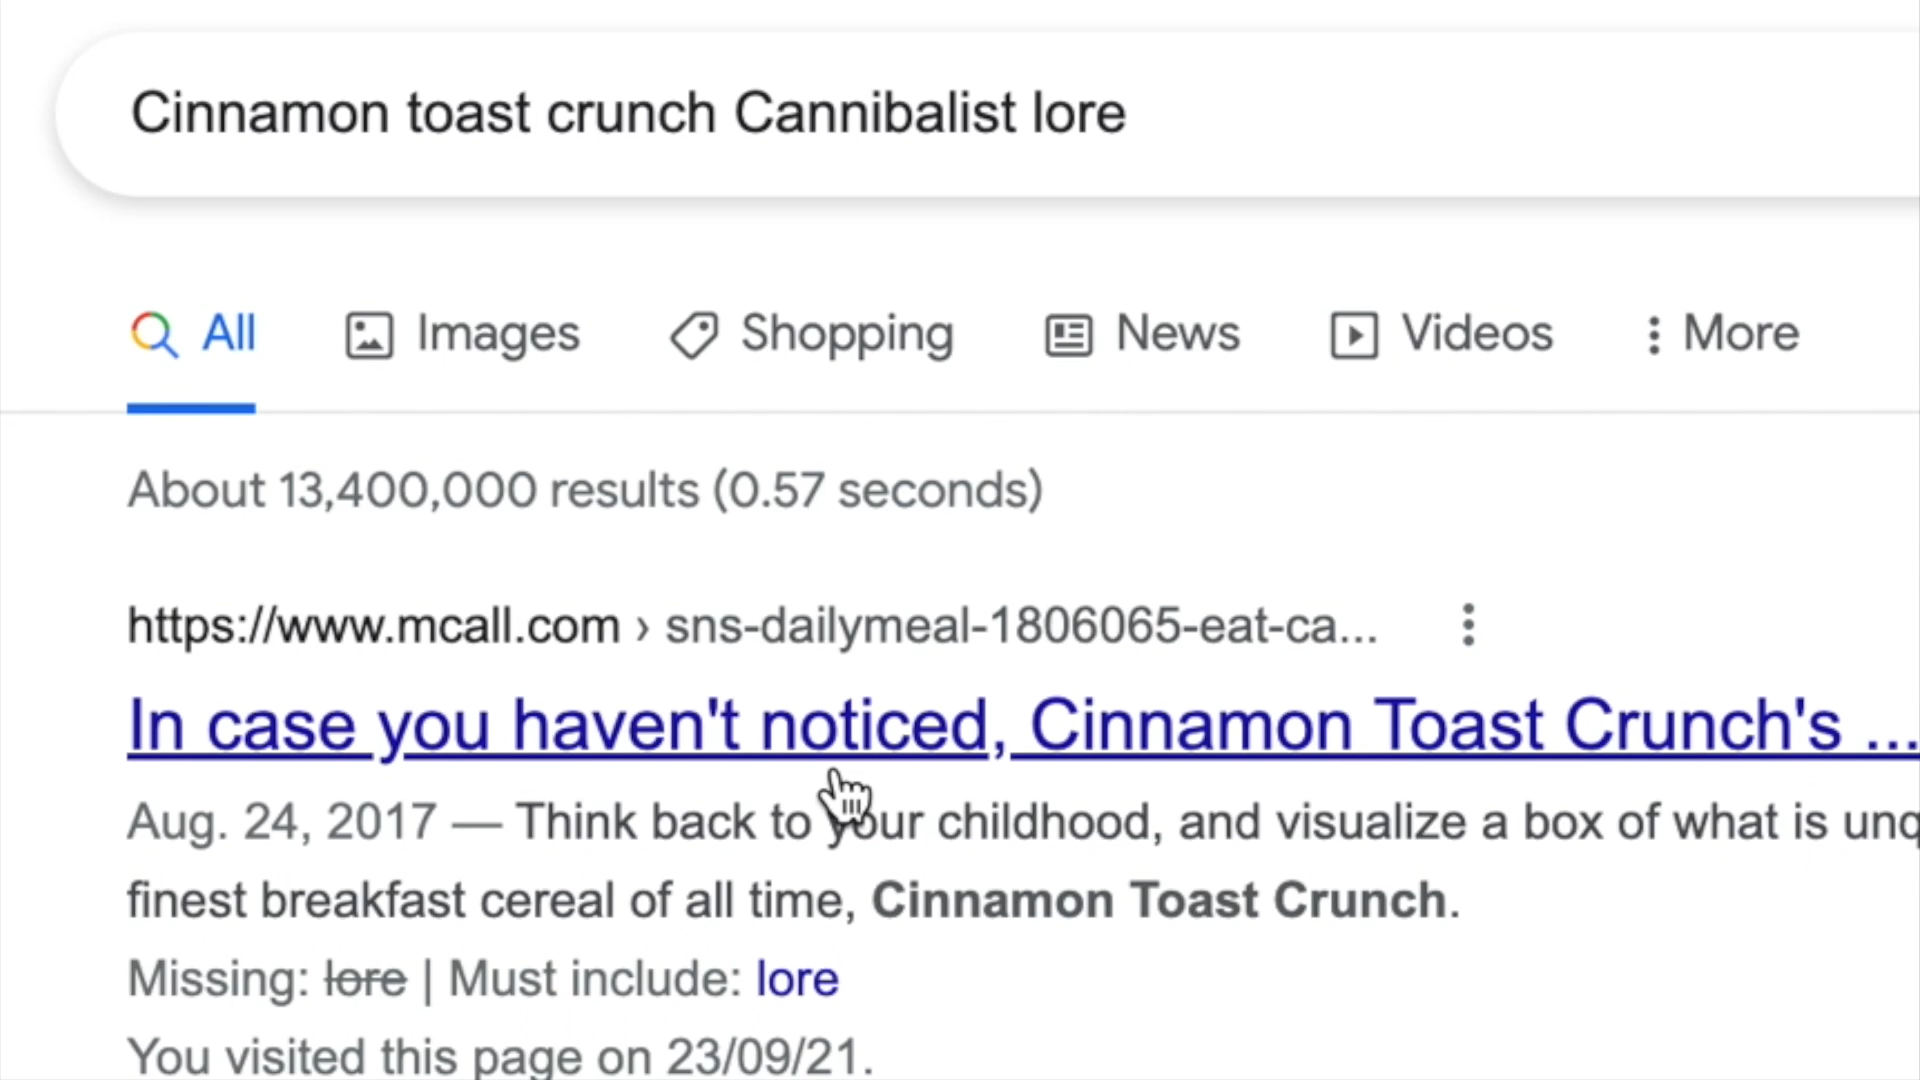 Cinnamon toast crunch Cannibalist lore
All Images Shopping News Videos More
About 13,400,000 results (0.57 seconds)
https://www.mcall.com › sns-dailymeal-1806065-eat-ca...
In case you haven't noticed, Cinnamon Toast Crunch's ...
Aug. 24, 2017 — Think back to your childhood, and visualize a box of what is
finest breakfast cereal of all time, Cinnamon Toast Crunch.
Missing: lore | Must include: lore
You visited this page on 23/09/21.